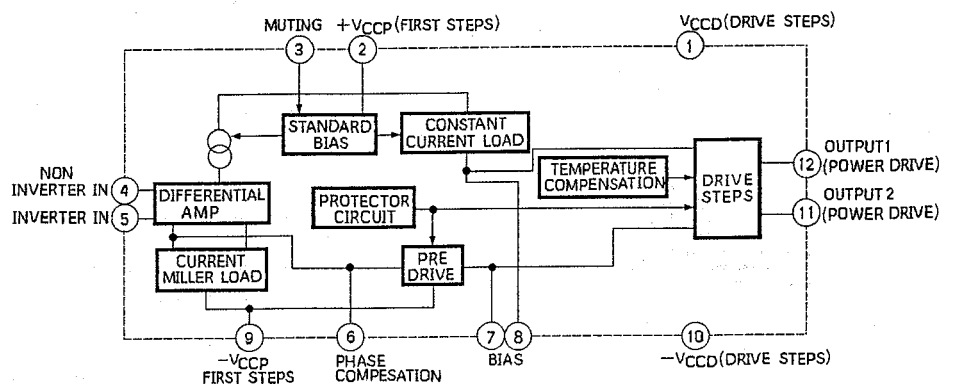 MUTING +VCCP (FIRST STEPS)
VCCD (DRIVE STEPS)
3
2
1
STANDARD
BIAS
CONSTANT
CURRENT LOAD
NON
INVERTER IN
4
INVERTER IN
5
DIFFERENTIAL
AMP
PROTECTOR
CIRCUIT
TEMPERATURE
COMPENSATION
DRIVE
STEPS
12
OUTPUT 1
(POWER DRIVE)
11
OUTPUT 2
(POWER DRIVE)
CURRENT
MILLER LOAD
PRE
DRIVE
9
6
7
8
10
-VCCP
FIRST STEPS
PHASE
COMPESATION
BIAS
-VCCD (DRIVE STEPS)